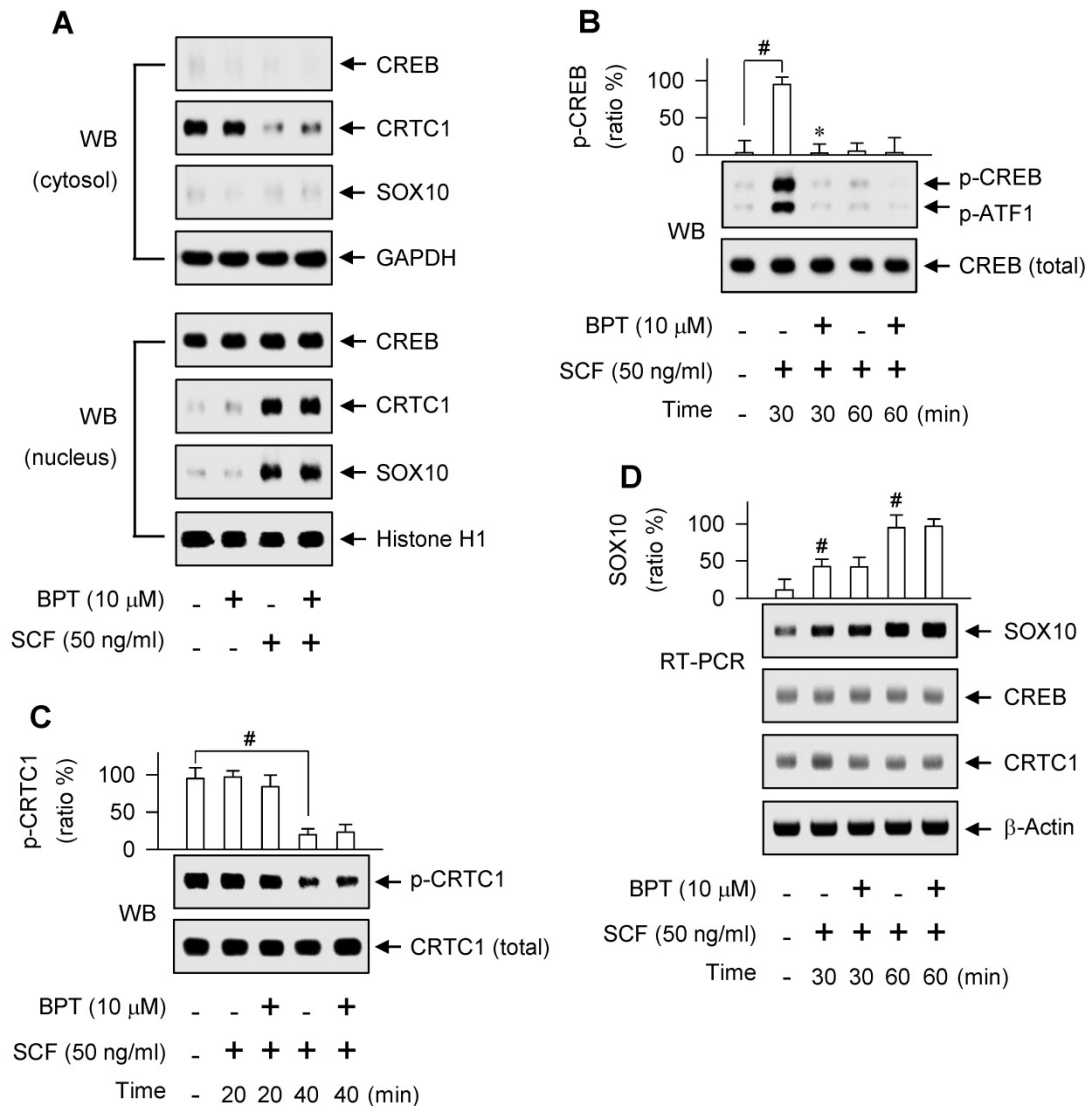 A
WB
(cytosol)
CREB
CRTC1
SOX10
GAPDH
WB
(nucleus)
CREB
CRTC1
SOX10
Histone H1
BPT (10 μM) - + - +
SCF (50 ng/ml) - - + +
B
p-CREB
(ratio %)
100
50
0
#
*
WB
p-CREB
p-ATF1
CREB (total)
BPT (10 μM) - - + - +
SCF (50 ng/ml) - + + + +
Time - 30 30 60 60 (min)
C
p-CRTC1
(ratio %)
100
50
0
#
WB
p-CRTC1
CRTC1 (total)
BPT (10 μM) - - + - +
SCF (50 ng/ml) - + + + +
Time - 20 20 40 40 (min)
D
SOX10
(ratio %)
100
50
0
#
#
RT-PCR
SOX10
CREB
CRTC1
β-Actin
BPT (10 μM) - - + - +
SCF (50 ng/ml) - + + + +
Time - 30 30 60 60 (min)